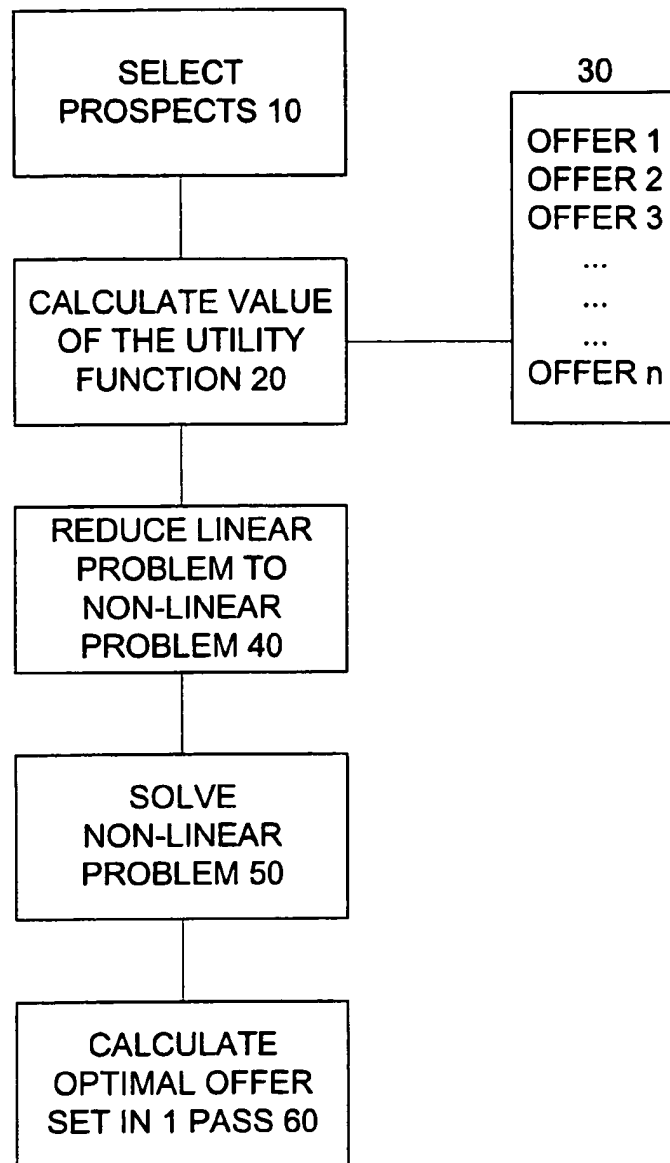 SELECT
PROSPECTS 10
30
OFFER 1
OFFER 2
OFFER 3
...
...
...
OFFER n
CALCULATE VALUE
OF THE UTILITY
FUNCTION 20
REDUCE LINEAR
PROBLEM TO
NON-LINEAR
PROBLEM 40
SOLVE
NON-LINEAR
PROBLEM 50
CALCULATE
OPTIMAL OFFER
SET IN 1 PASS 60